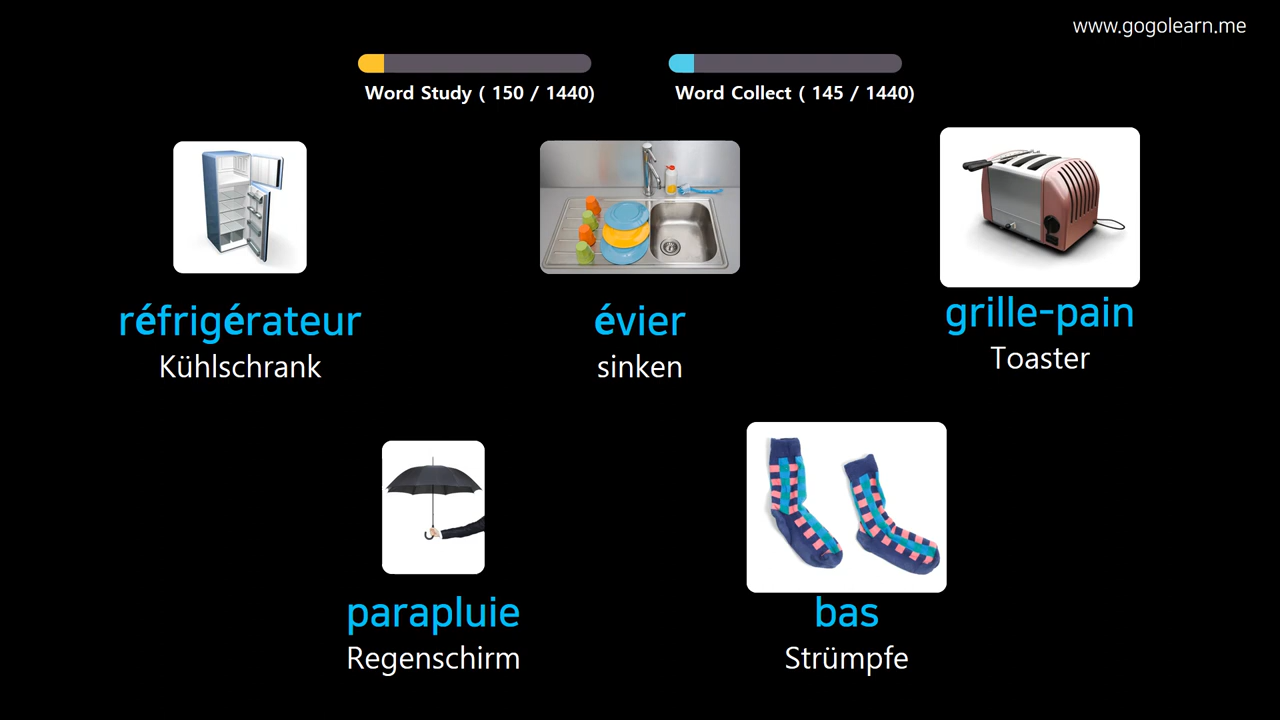 www.gogolearn.me
Word Study ( 150 / 1440)
Word Collect ( 145 / 1440)
réfrigérateur
Kühlschrank
évier
sinken
grille-pain
Toaster
parapluie
Regenschirm
bas
Strümpfe